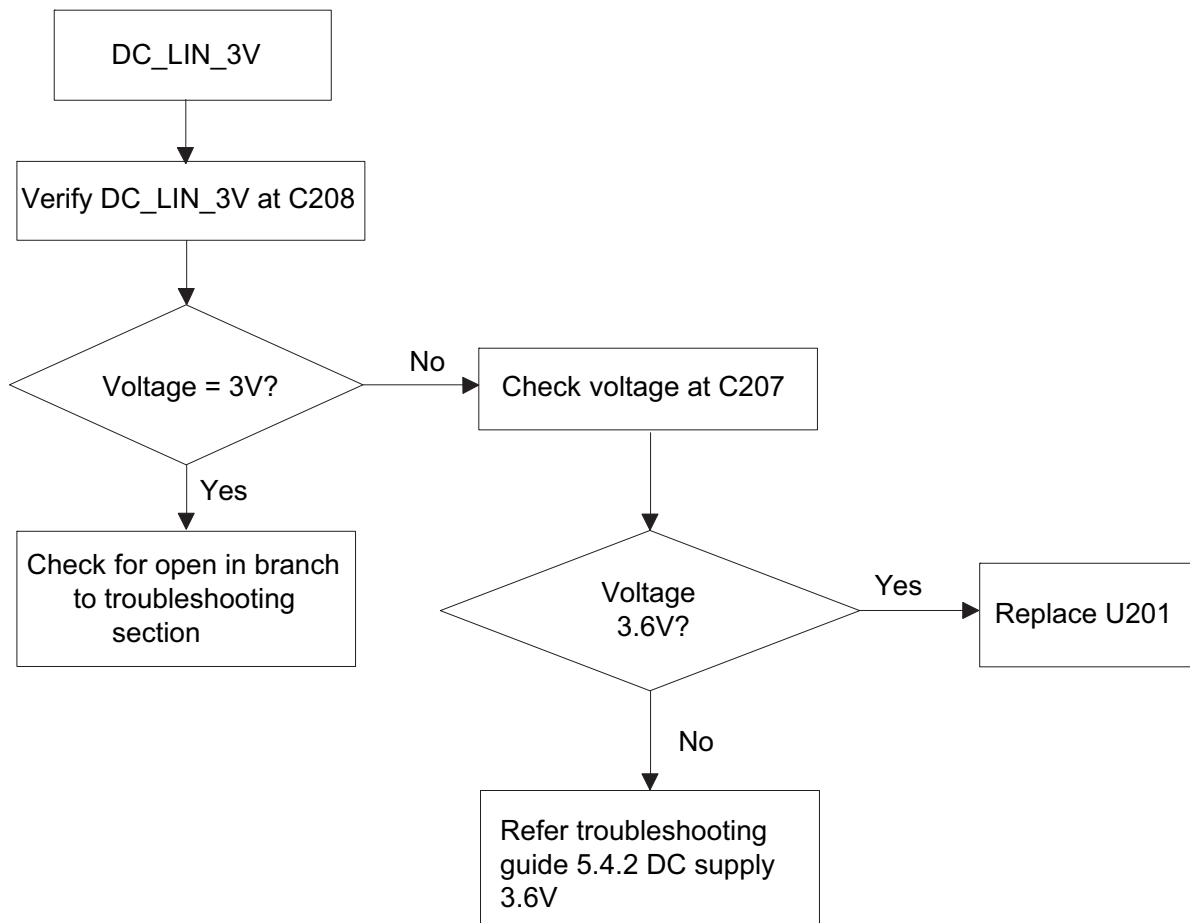 DC_LIN_3V
Verify DC_LIN_3V at C208
Voltage = 3V?
No
Check voltage at C207
Yes
Check for open in branch
to troubleshooting
section
Voltage
3.6V?
Yes
Replace U201
No
Refer troubleshooting
guide 5.4.2 DC supply
3.6V